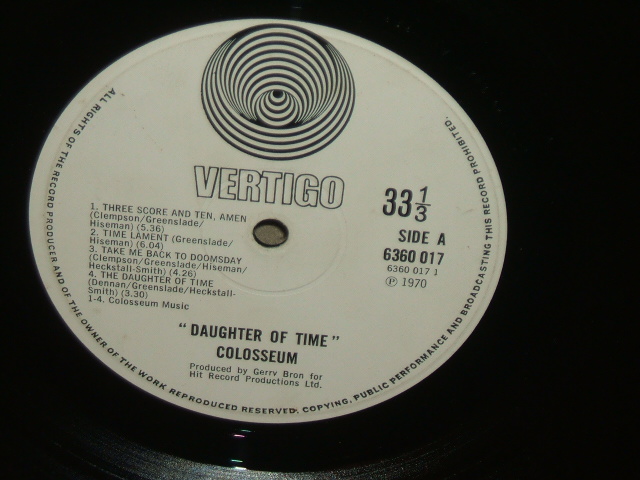 VERTIGO
1. THREE SCORE AND TEN, AMEN
(Clempson/Greenslade/
Hiseman) (5.36)
2. TIME LAMENT (Greenslade/
Hiseman) (6.04)
3. TAKE ME BACK TO DOOMSDAY
(Clempson/Greenslade/Hiseman/
Heckstall-Smith) (4.26)
4. THE DAUGHTER OF TIME
(Dennan/Greenslade/Heckstall-
Smith) (3.30)
1-4. Colosseum Music
33 1/3
SIDE A
6360 017
6360 017 1
℗ 1970
"DAUGHTER OF TIME"
COLOSSEUM
Produced by Gerry Bron for
Hit Record Productions Ltd.
ALL RIGHTS OF THE RECORD PRODUCER AND OF THE OWNER OF THE WORK REPRODUCED RESERVED. COPYING, PUBLIC PERFORMANCE AND BROADCASTING THIS RECORD PROHIBITED.